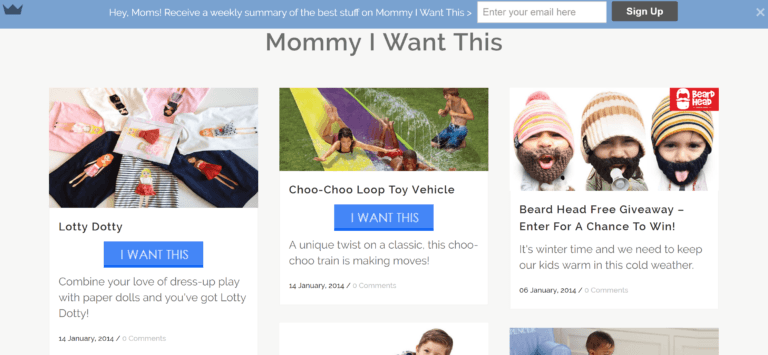 Hey, Moms! Receive a weekly summary of the best stuff on Mommy I Want This >
Enter your email here
Sign Up
Mommy I Want This
Lotty Dotty
I WANT THIS
Combine your love of dress-up play
with paper dolls and you've got Lotty
Dotty!
14 January, 2014 / 0 Comments
Choo-Choo Loop Toy Vehicle
I WANT THIS
A unique twist on a classic, this choo-
choo train is making moves!
14 January, 2014 / 0 Comments
BEARD
HEAD
Beard Head Free Giveaway –
Enter For A Chance To Win!
It's winter time and we need to keep
our kids warm in this cold weather.
06 January, 2014 / 0 Comments